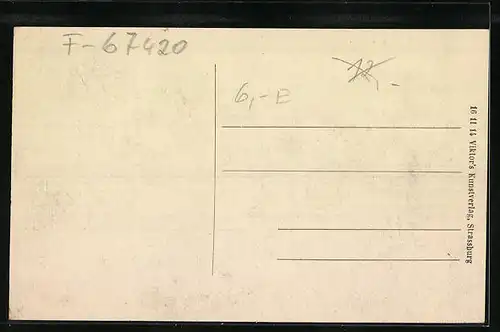 F-67420
6,-E
12,-
16 11 14 Viktor's Kunstverlag, Strassburg